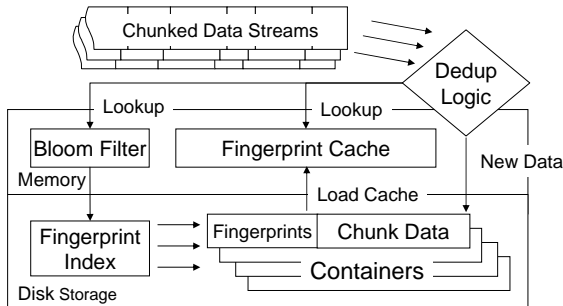 Chunked Data Streams
Dedup
Logic
Lookup
Lookup
Bloom Filter
Fingerprint Cache
New Data
Memory
Load Cache
Fingerprint
Index
Fingerprints
Chunk Data
Containers
Disk Storage